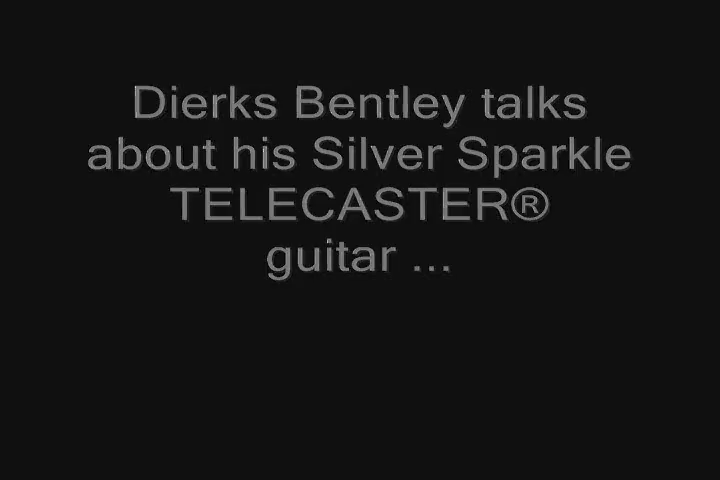 Dierks Bentley talks
about his Silver Sparkle
TELECASTER®
guitar ...